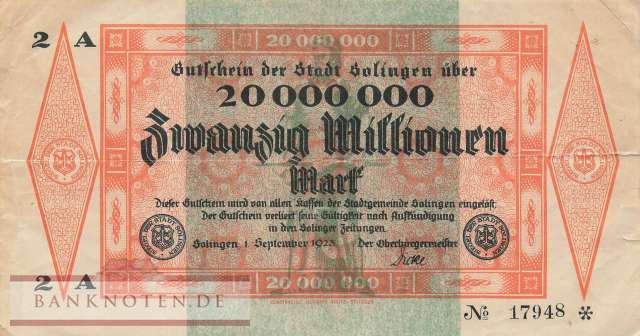 2 A
20 000 000
Gutschein der Stadt Solingen über
20 000 000
Zwanzig Millionen
Mark
Dieser Gutschein wird von allen Kassen der Stadtgemeinde Solingen eingelöst.
Der Gutschein verliert seine Gültigkeit nach Aufkündigung
in den Solinger Zeitungen.
Solingen, 1. September 1923. Der Oberbürgermeister
2 A
BANKNOTEN.DE
20 000 000
№ 17948 *